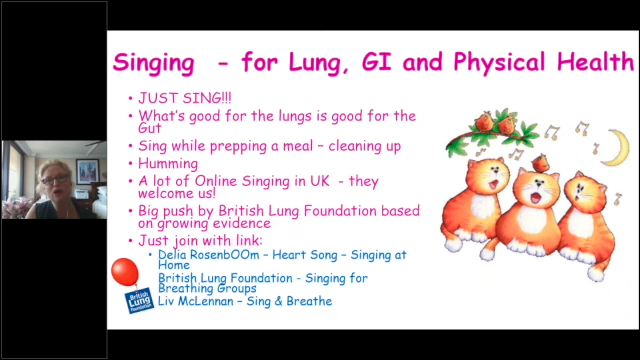 Singing - for Lung, GI and Physical Health
• JUST SING!!!
• What's good for the lungs is good for the
Gut
• Sing while prepping a meal – cleaning up
• Humming
• A lot of Online Singing in UK - they
welcome us!
• Big push by British Lung Foundation based
on growing evidence
• Just join with link:
• Delia RosenbOOm – Heart Song – Singing at
Home
British Lung Foundation - Singing for
Breathing Groups
Liv McLennan – Sing & Breathe
British
Lung
Foundation